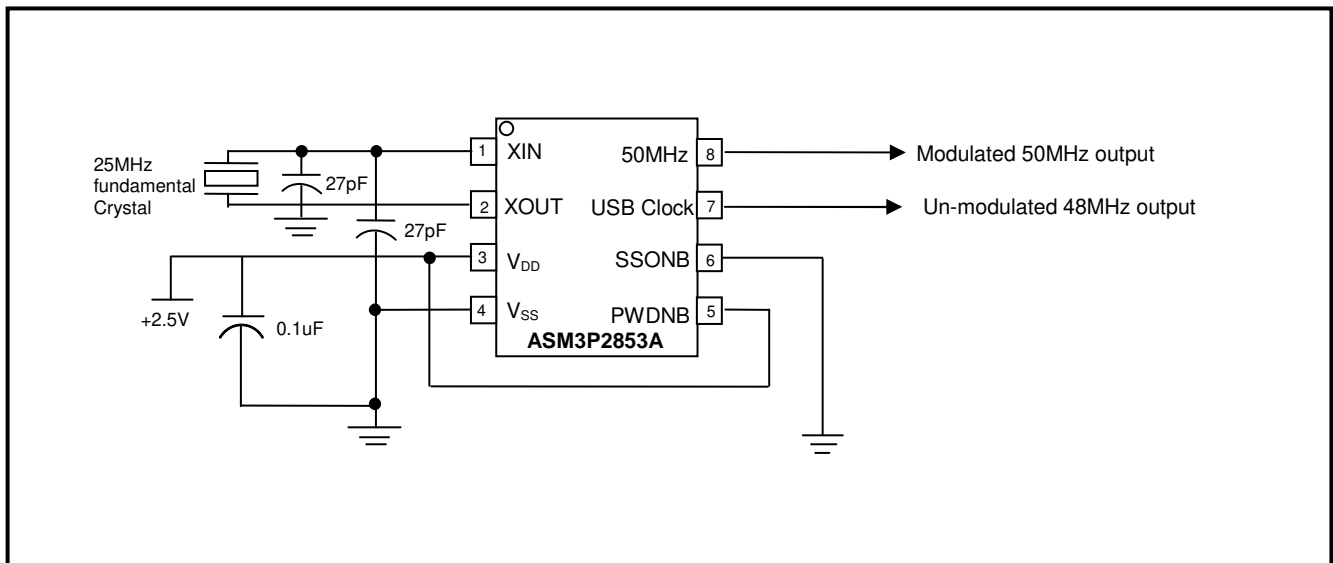 25MHz
fundamental
Crystal
27pF
27pF
+2.5V
0.1uF
1 XIN
2 XOUT
3 VDD
4 VSS
50MHz 8
USB Clock 7
SSONB 6
PWDNB 5
ASM3P2853A
Modulated 50MHz output
Un-modulated 48MHz output